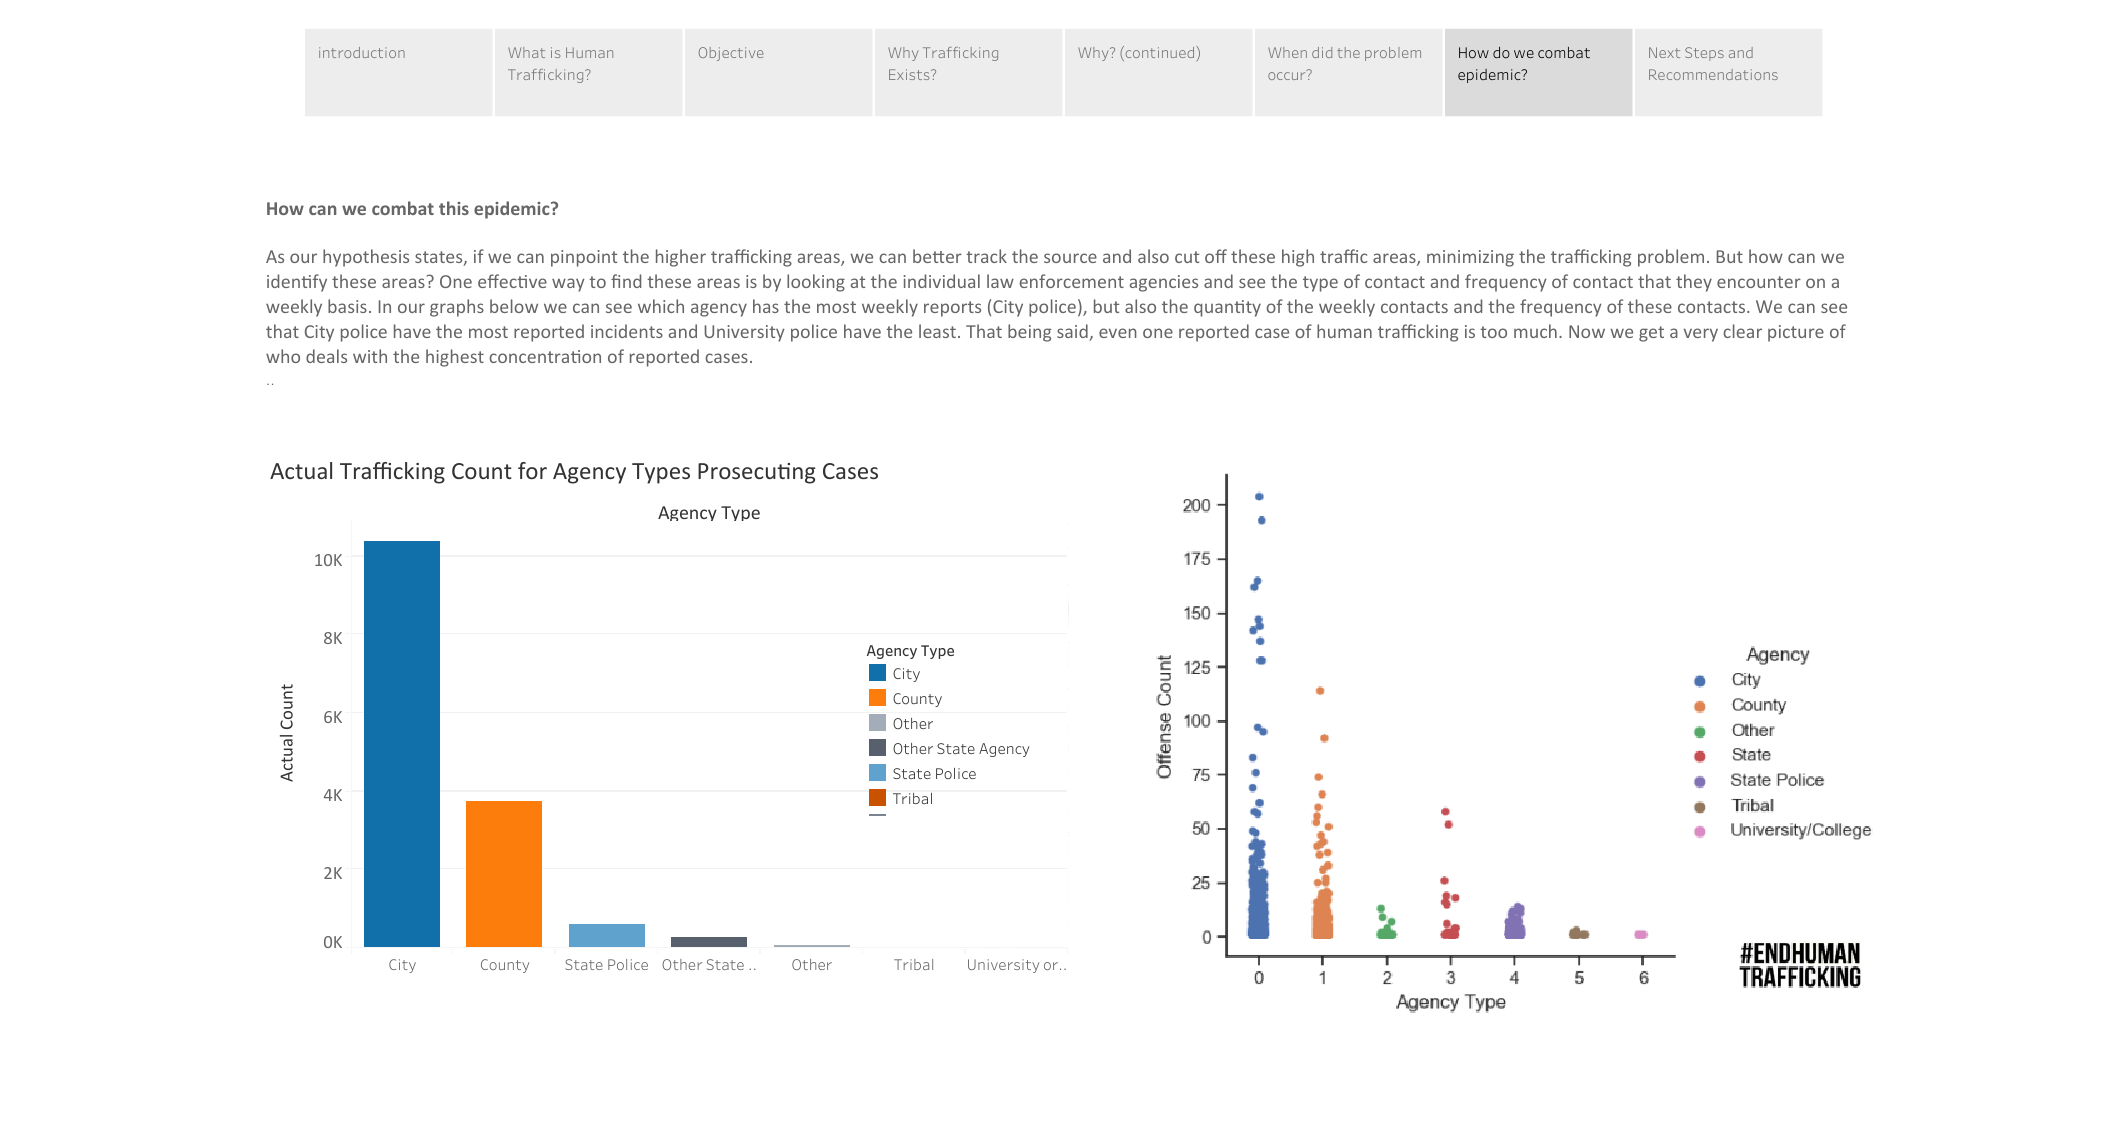 introduction
What is Human
Trafficking?
Objective
Why Trafficking
Exists?
Why? (continued)
When did the problem
occur?
How do we combat
epidemic?
Next Steps and
Recommendations
How can we combat this epidemic?
As our hypothesis states, if we can pinpoint the higher trafficking areas, we can better track the source and also cut off these high traffic areas, minimizing the trafficking problem. But how can we
identify these areas? One effective way to find these areas is by looking at the individual law enforcement agencies and see the type of contact and frequency of contact that they encounter on a
weekly basis. In our graphs below we can see which agency has the most weekly reports (City police), but also the quantity of the weekly contacts and the frequency of these contacts. We can see
that City police have the most reported incidents and University police have the least. That being said, even one reported case of human trafficking is too much. Now we get a very clear picture of
who deals with the highest concentration of reported cases.
..
Actual Trafficking Count for Agency Types Prosecuting Cases
Agency Type
10K
8K
6K
4K
2K
0K
Actual Count
City
County
State Police
Other State ..
Other
Tribal
University or..
Agency Type
City
County
Other
Other State Agency
State Police
Tribal
200
175
150
125
100
75
50
25
0
Offense Count
0
1
2
3
4
5
6
Agency Type
Agency
City
County
Other
State
State Police
Tribal
University/College
#ENDHUMAN
TRAFFICKING